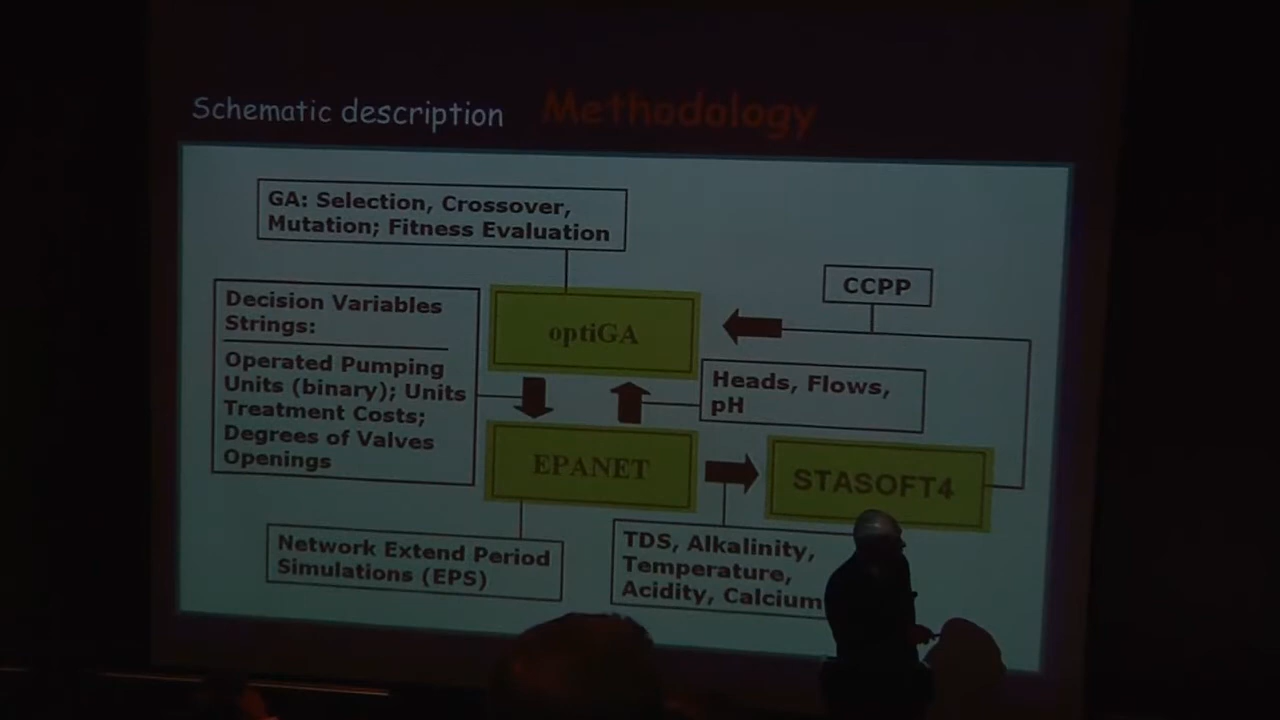 Schematic description Methodology
GA: Selection, Crossover,
Mutation; Fitness Evaluation
CCPP
Decision Variables
Strings:
Operated Pumping
Units (binary); Units
Treatment Costs;
Degrees of Valves
Openings
optiGA
Heads, Flows,
pH
EPANET
STASOFT4
Network Extend Period
Simulations (EPS)
TDS, Alkalinity,
Temperature,
Acidity, Calcium